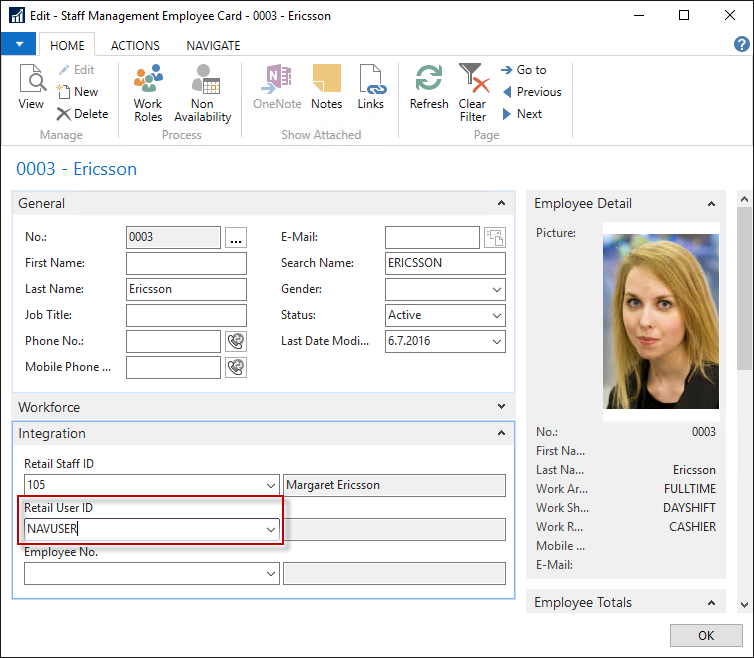 Edit - Staff Management Employee Card - 0003 - Ericsson
HOME ACTIONS NAVIGATE
?
View
Edit
New
Delete
Manage
Work Roles
Non Availability
Process
OneNote
Notes
Links
Show Attached
Refresh
Clear Filter
Go to
Previous
Next
Page
0003 - Ericsson
General
No.: 0003 ...
First Name:
Last Name: Ericsson
Job Title:
Phone No.:
Mobile Phone ...
E-Mail:
Search Name: ERICSSON
Gender:
Status: Active
Last Date Modi... 6.7.2016
Workforce
Integration
Retail Staff ID
105 Margaret Ericsson
Retail User ID
NAVUSER
Employee No.
Employee Detail
Picture:
No.: 0003
First Na...
Last Na... Ericsson
Work Ar... FULLTIME
Work Sh... DAYSHIFT
Work R... CASHIER
Mobile ...
E-Mail:
Employee Totals
OK